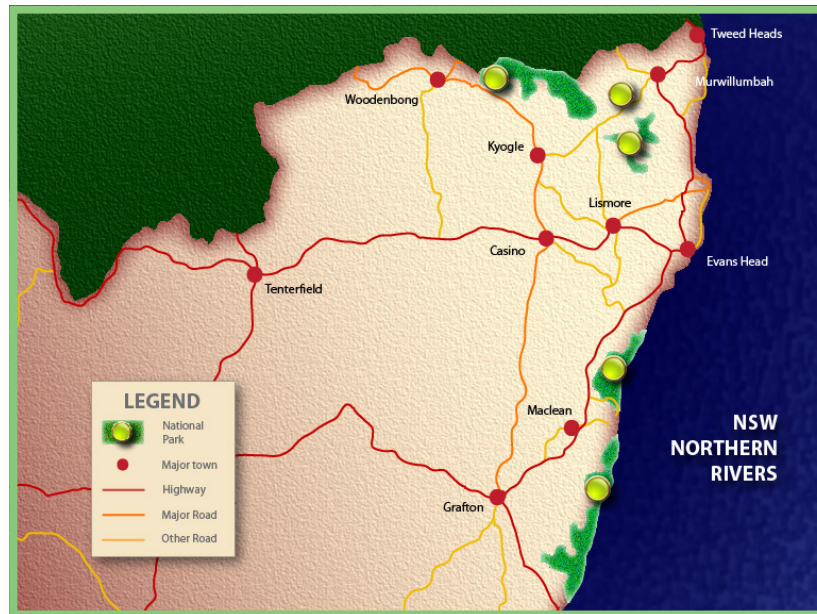 Tweed Heads
Murwillumbah
Woodenbong
Kyogle
Lismore
Casino
Evans Head
Tenterfield
LEGEND
National
Park
Major town
Highway
Major Road
Other Road
Maclean
Grafton
NSW
NORTHERN
RIVERS